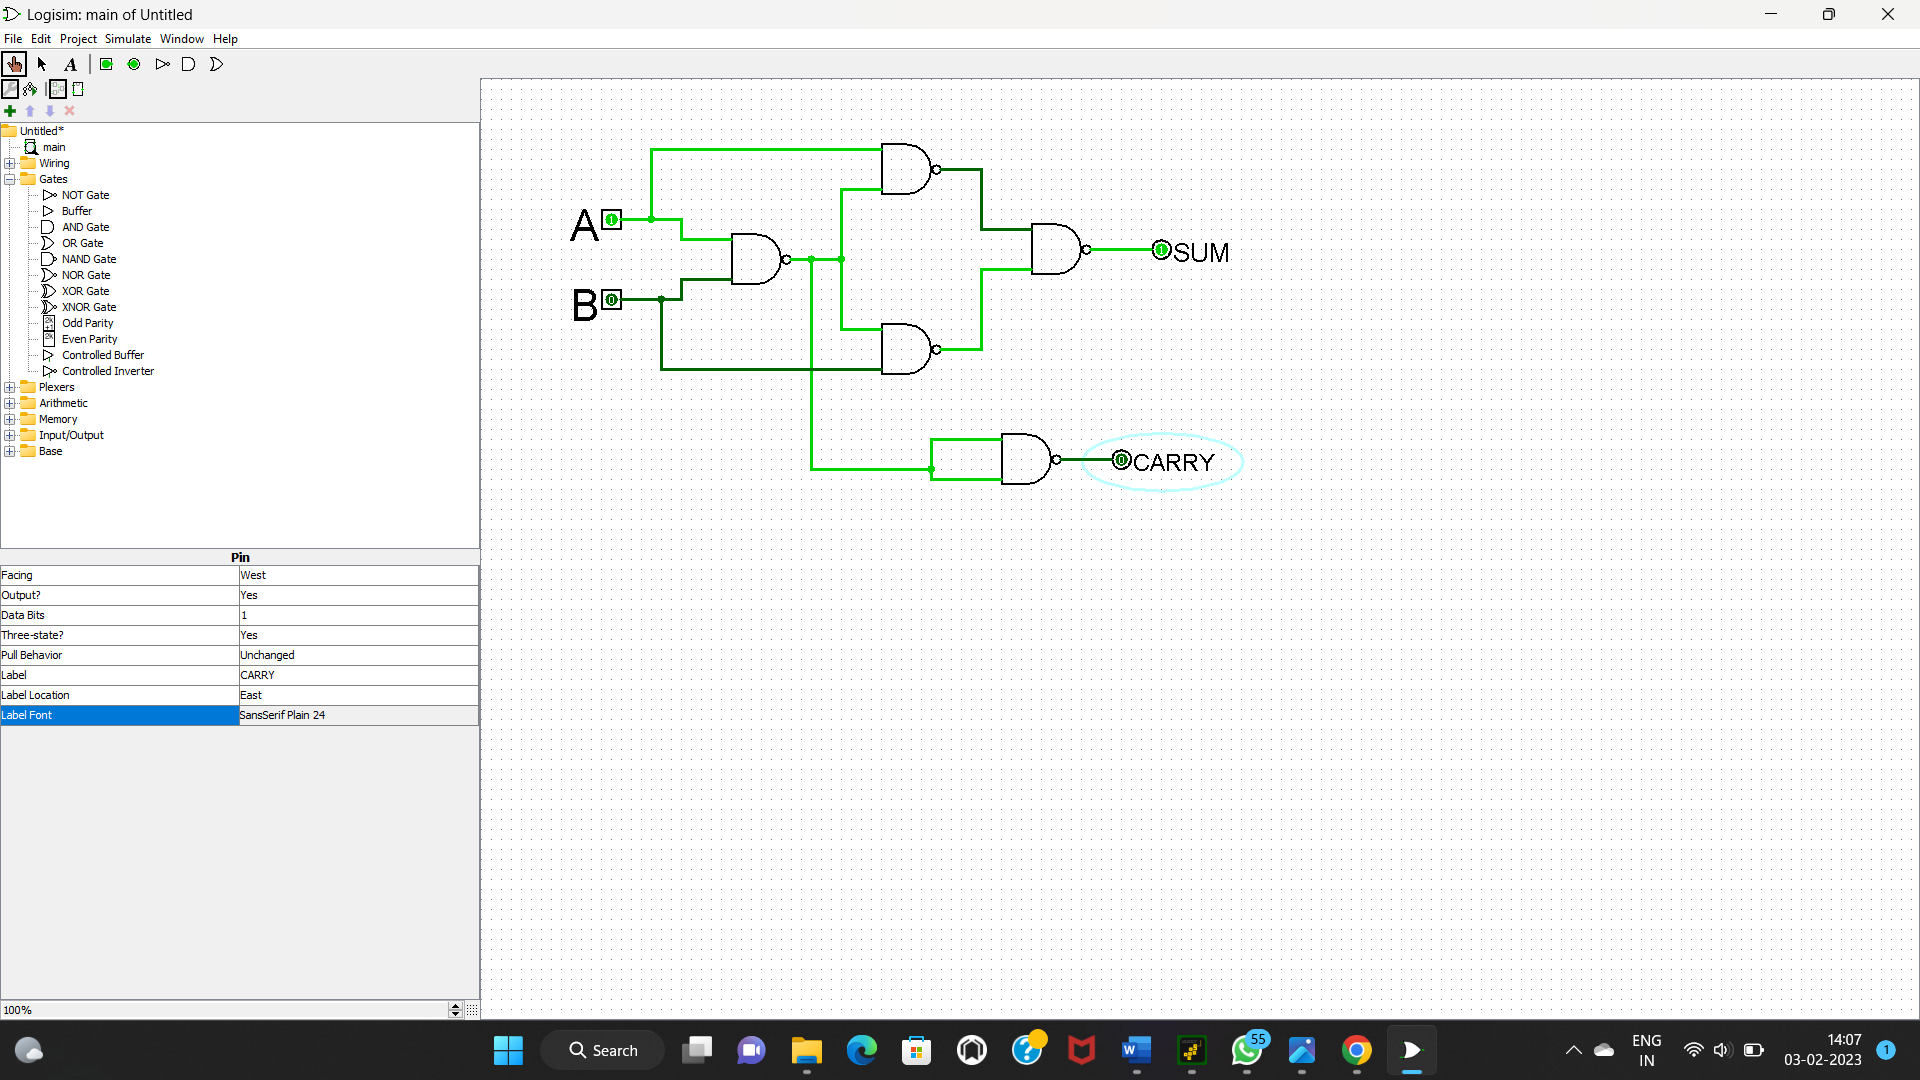 Logisim: main of Untitled
File Edit Project Simulate Window Help
A
Untitled*
main
Wiring
Gates
NOT Gate
Buffer
AND Gate
OR Gate
NAND Gate
NOR Gate
XOR Gate
XNOR Gate
Odd Parity
Even Parity
Controlled Buffer
Controlled Inverter
Plexers
Arithmetic
Memory
Input/Output
Base
Pin
Facing West
Output? Yes
Data Bits 1
Three-state? Yes
Pull Behavior Unchanged
Label CARRY
Label Location East
Label Font SansSerif Plain 24
100%
A 1
B 0
1 SUM
0 CARRY
Search
W
55
ENG
IN
14:07
03-02-2023
1